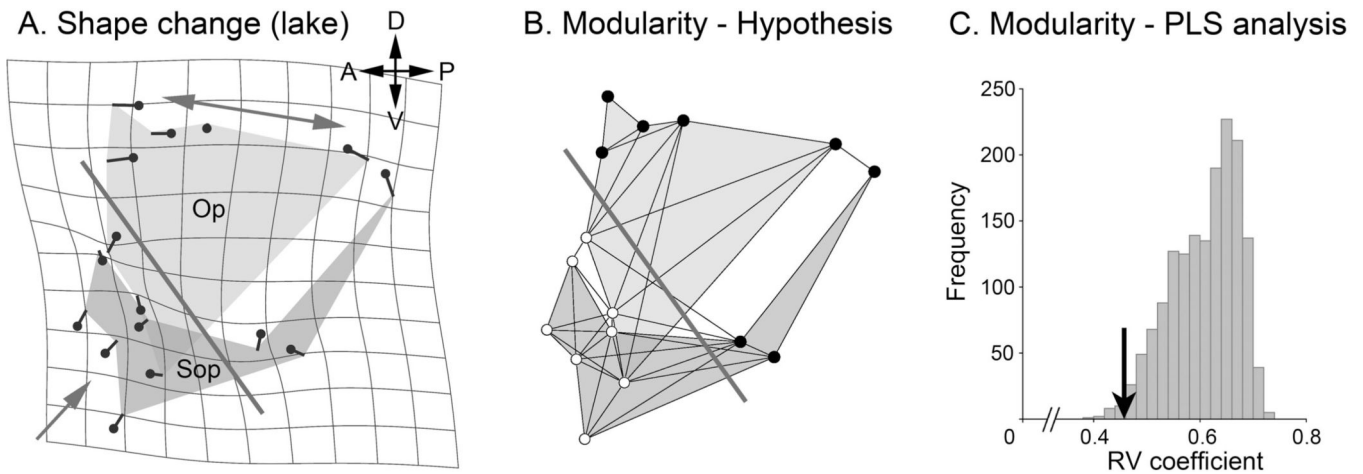 A. Shape change (lake)
D
A P
V
Op
Sop
B. Modularity - Hypothesis
C. Modularity - PLS analysis
250
200
150
100
50
Frequency
0 0.4 0.6 0.8
RV coefficient